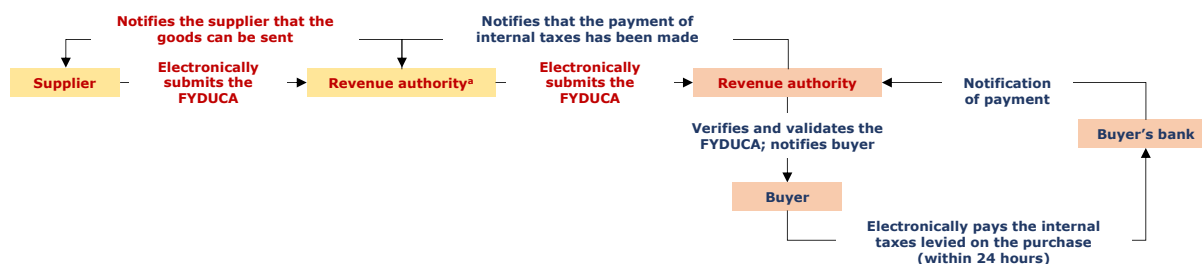 Notifies the supplier that the
goods can be sent
Notifies that the payment of
internal taxes has been made
Supplier
Electronically
submits the
FYDUCA
Revenue authorityᵃ
Electronically
submits the
FYDUCA
Revenue authority
Notification
of payment
Verifies and validates the
FYDUCA; notifies buyer
Buyer's bank
Buyer
Electronically pays the internal
taxes levied on the purchase
(within 24 hours)